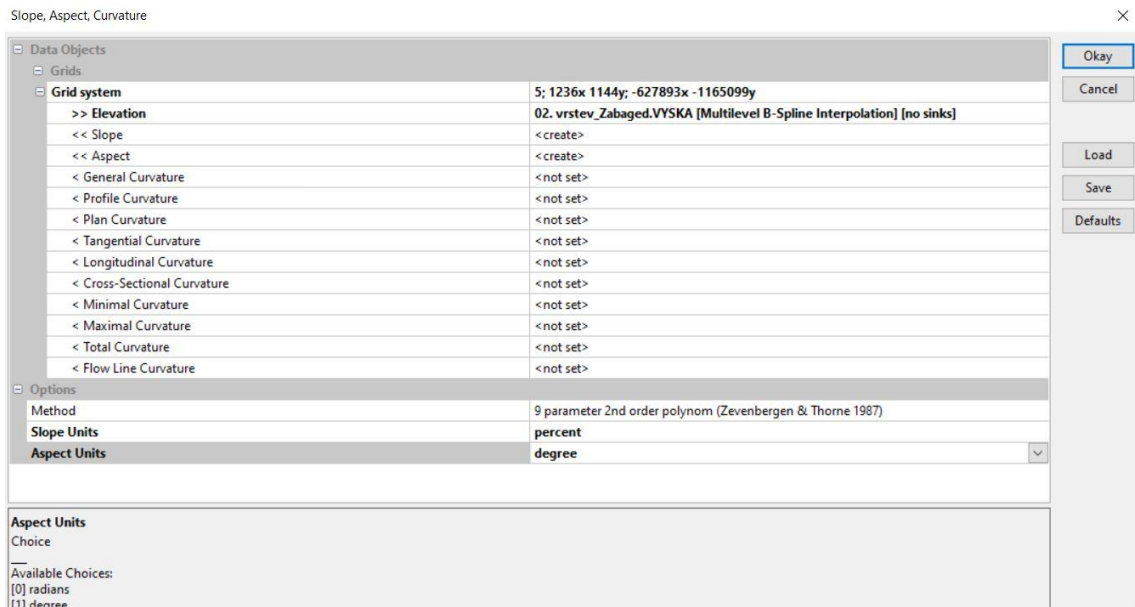 Slope, Aspect, Curvature
Data Objects
Grids
Grid system 5; 1236x 1144y; -627893x -1165099y
>> Elevation 02. vrstev_Zabaged.VYSKA [Multilevel B-Spline Interpolation] [no sinks]
<< Slope <create>
<< Aspect <create>
< General Curvature <not set>
< Profile Curvature <not set>
< Plan Curvature <not set>
< Tangential Curvature <not set>
< Longitudinal Curvature <not set>
< Cross-Sectional Curvature <not set>
< Minimal Curvature <not set>
< Maximal Curvature <not set>
< Total Curvature <not set>
< Flow Line Curvature <not set>
Options
Method 9 parameter 2nd order polynom (Zevenbergen & Thorne 1987)
Slope Units percent
Aspect Units degree
Okay
Cancel
Load
Save
Defaults
Aspect Units
Choice
Available Choices:
[0] radians
[1] degree